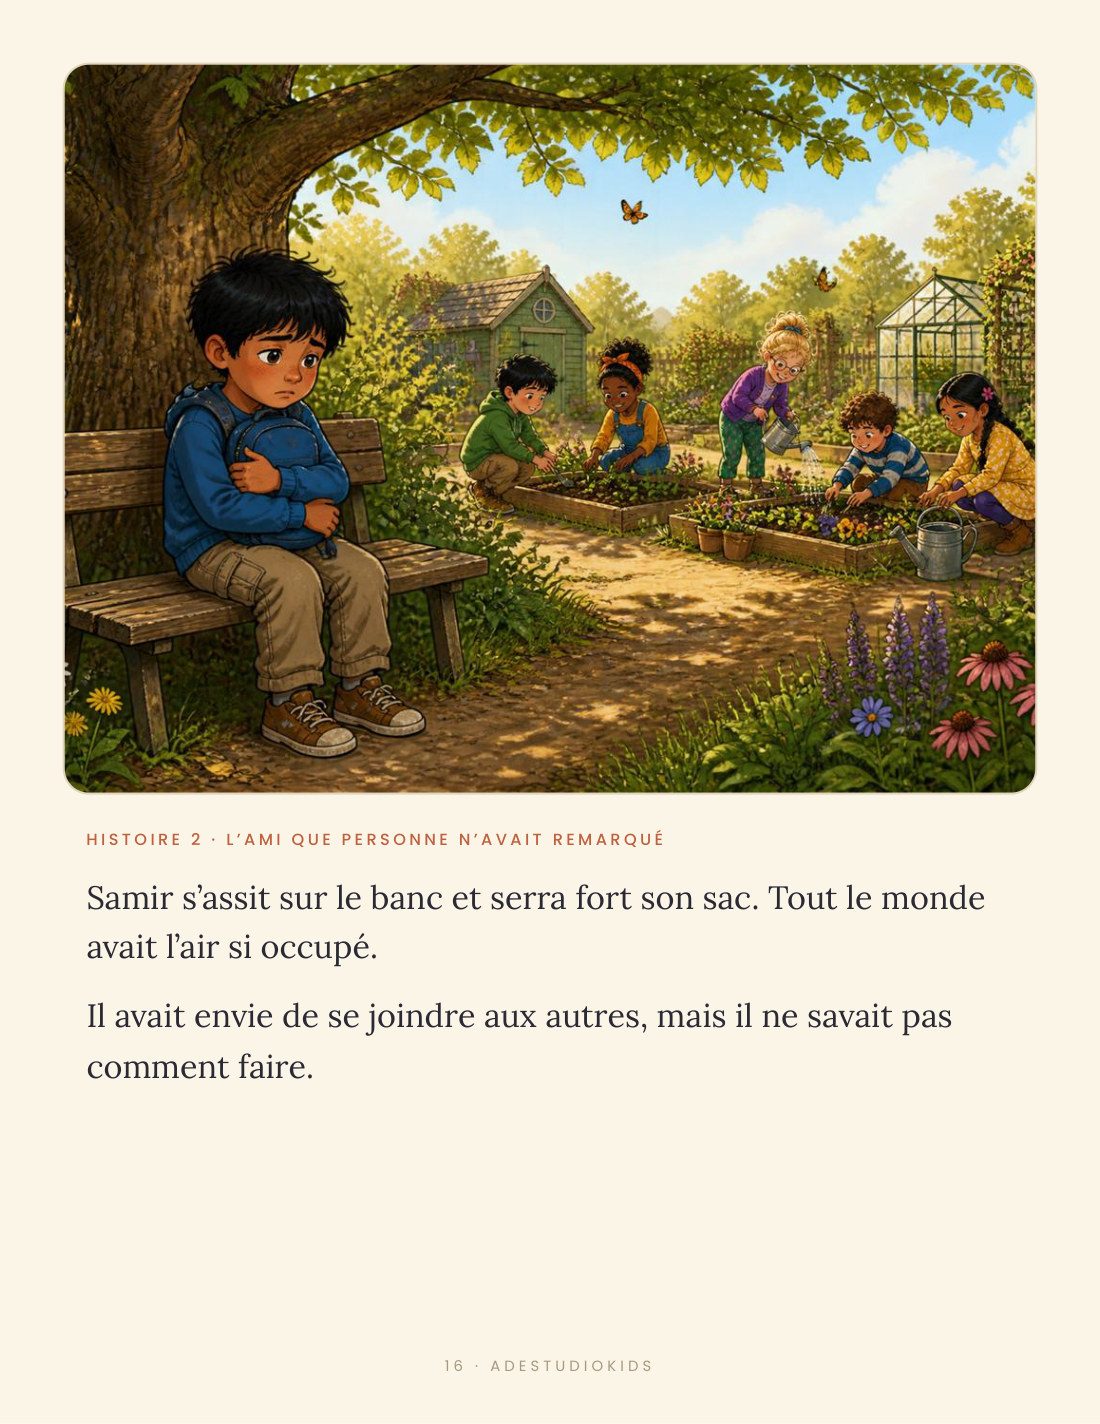 HISTOIRE 2 · L’AMI QUE PERSONNE N’AVAIT REMARQUÉ
Samir s’assit sur le banc et serra fort son sac. Tout le monde
avait l’air si occupé.
Il avait envie de se joindre aux autres, mais il ne savait pas
comment faire.
16 · ADESTUDIOKIDS